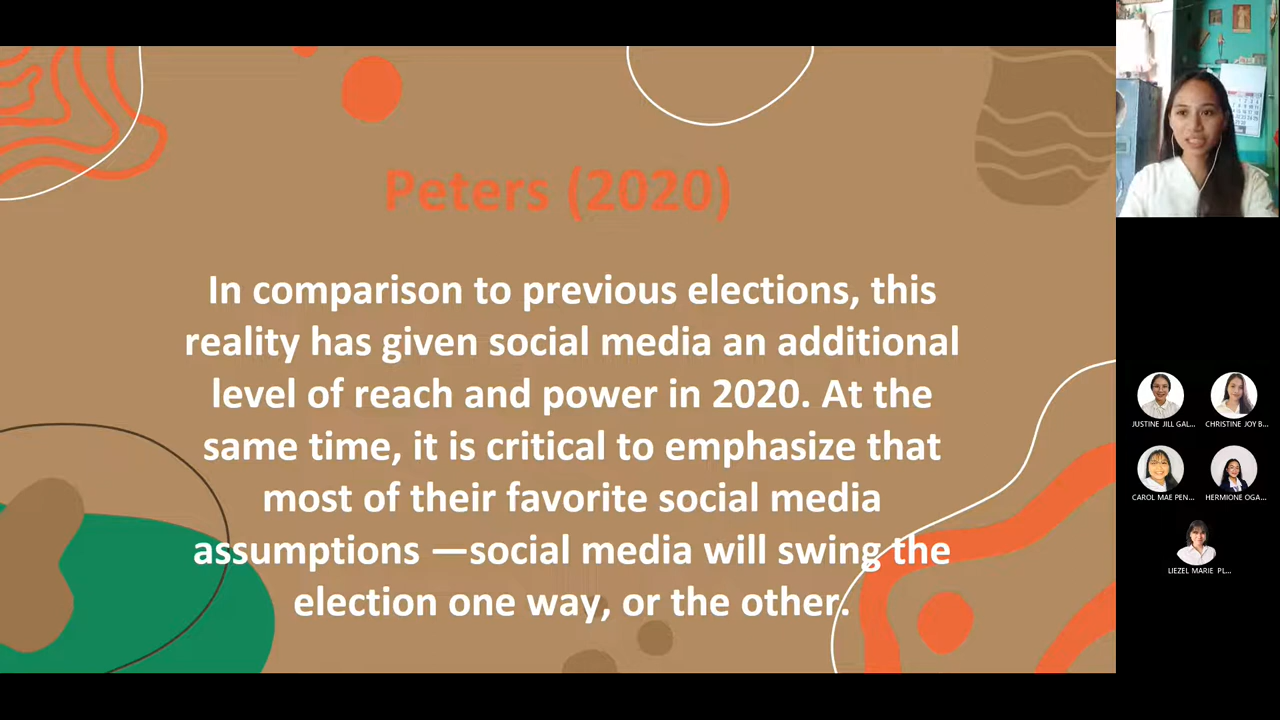 Peters (2020)
In comparison to previous elections, this
reality has given social media an additional
level of reach and power in 2020. At the
same time, it is critical to emphasize that
most of their favorite social media
assumptions —social media will swing the
election one way, or the other.
JUSTINE JILL GAL...
CHRISTINE JOY B...
CAROL MAE PEN...
HERMIONE OGA...
LIEZEL MARIE PL...